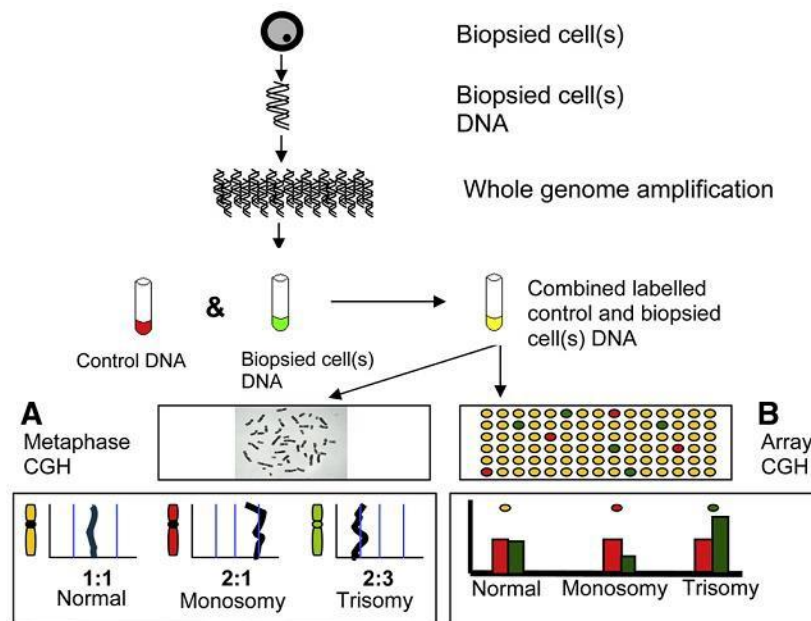 Biopsied cell(s)
Biopsied cell(s)
DNA
Whole genome amplification
&
Control DNA
Biopsied cell(s)
DNA
Combined labelled
control and biopsied
cell(s) DNA
A
Metaphase
CGH
B
Array
CGH
1:1
Normal
2:1
Monosomy
2:3
Trisomy
Normal
Monosomy
Trisomy